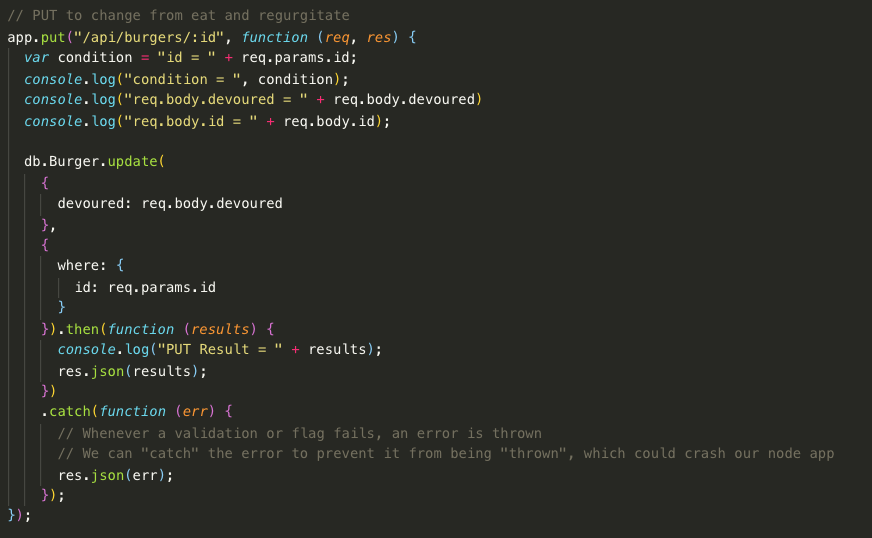 // PUT to change from eat and regurgitate
app.put("/api/burgers/:id", function (req, res) {
  var condition = "id = " + req.params.id;
  console.log("condition = ", condition);
  console.log("req.body.devoured = " + req.body.devoured)
  console.log("req.body.id = " + req.body.id);

  db.Burger.update(
    {
      devoured: req.body.devoured
    },
    {
      where: {
        id: req.params.id
      }
    }).then(function (results) {
      console.log("PUT Result = " + results);
      res.json(results);
    })
    .catch(function (err) {
      // Whenever a validation or flag fails, an error is thrown
      // We can "catch" the error to prevent it from being "thrown", which could crash our node app
      res.json(err);
    });
});